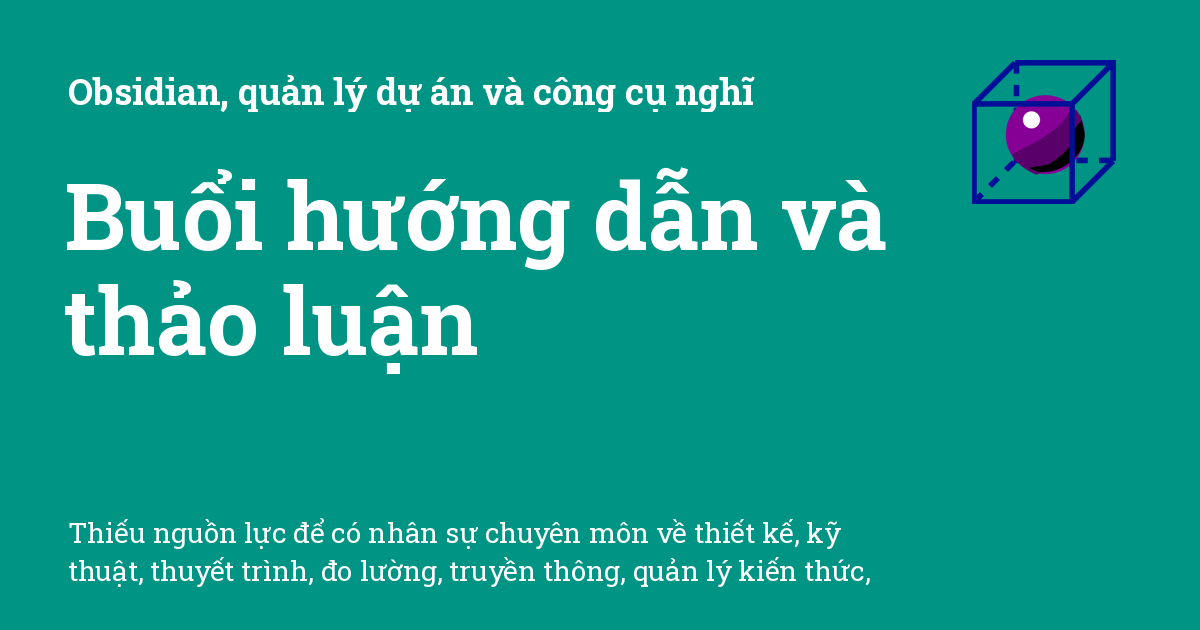 Obsidian, quản lý dự án và công cụ nghĩ
Buổi hướng dẫn và
thảo luận
Thiếu nguồn lực để có nhân sự chuyên môn về thiết kế, kỹ
thuật, thuyết trình, đo lường, truyền thông, quản lý kiến thức,